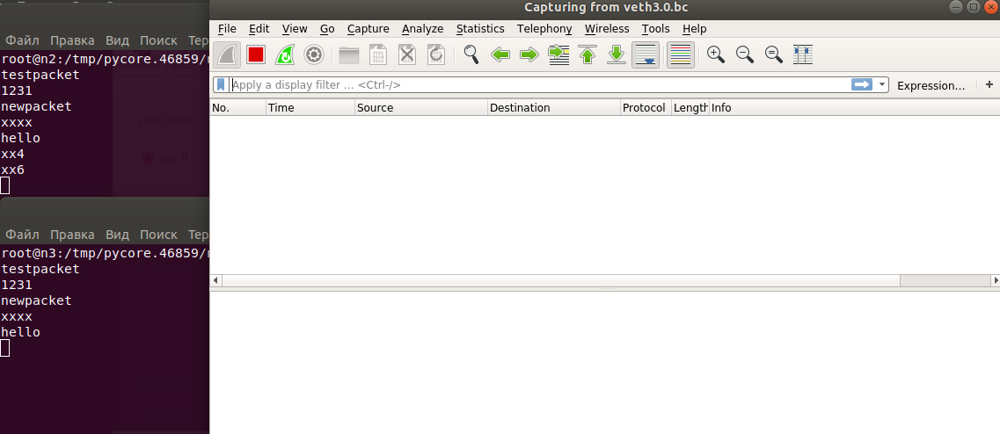 Capturing from veth3.0.bc
Файл Правка Вид Поиск Тер
root@n2:/tmp/pycore.46859/
testpacket
1231
newpacket
xxxx
hello
xx4
xx6
Link layer
Файл Правка Вид Поиск Тер
root@n3:/tmp/pycore.46859/
testpacket
1231
newpacket
xxxx
hello
File Edit View Go Capture Analyze Statistics Telephony Wireless Tools Help
Apply a display filter ... <Ctrl-/>
Expression... +
No. Time Source Destination Protocol Length Info